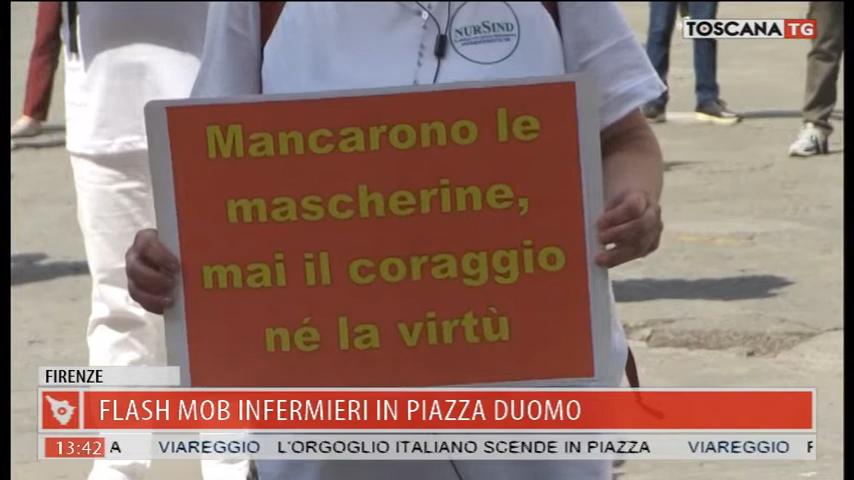 TOSCANA TG
NURSIND
Mancarono le
mascherine,
mai il coraggio
né la virtù
FIRENZE
FLASH MOB INFERMIERI IN PIAZZA DUOMO
13:42 A VIAREGGIO L'ORGOGLIO ITALIANO SCENDE IN PIAZZA VIAREGGIO